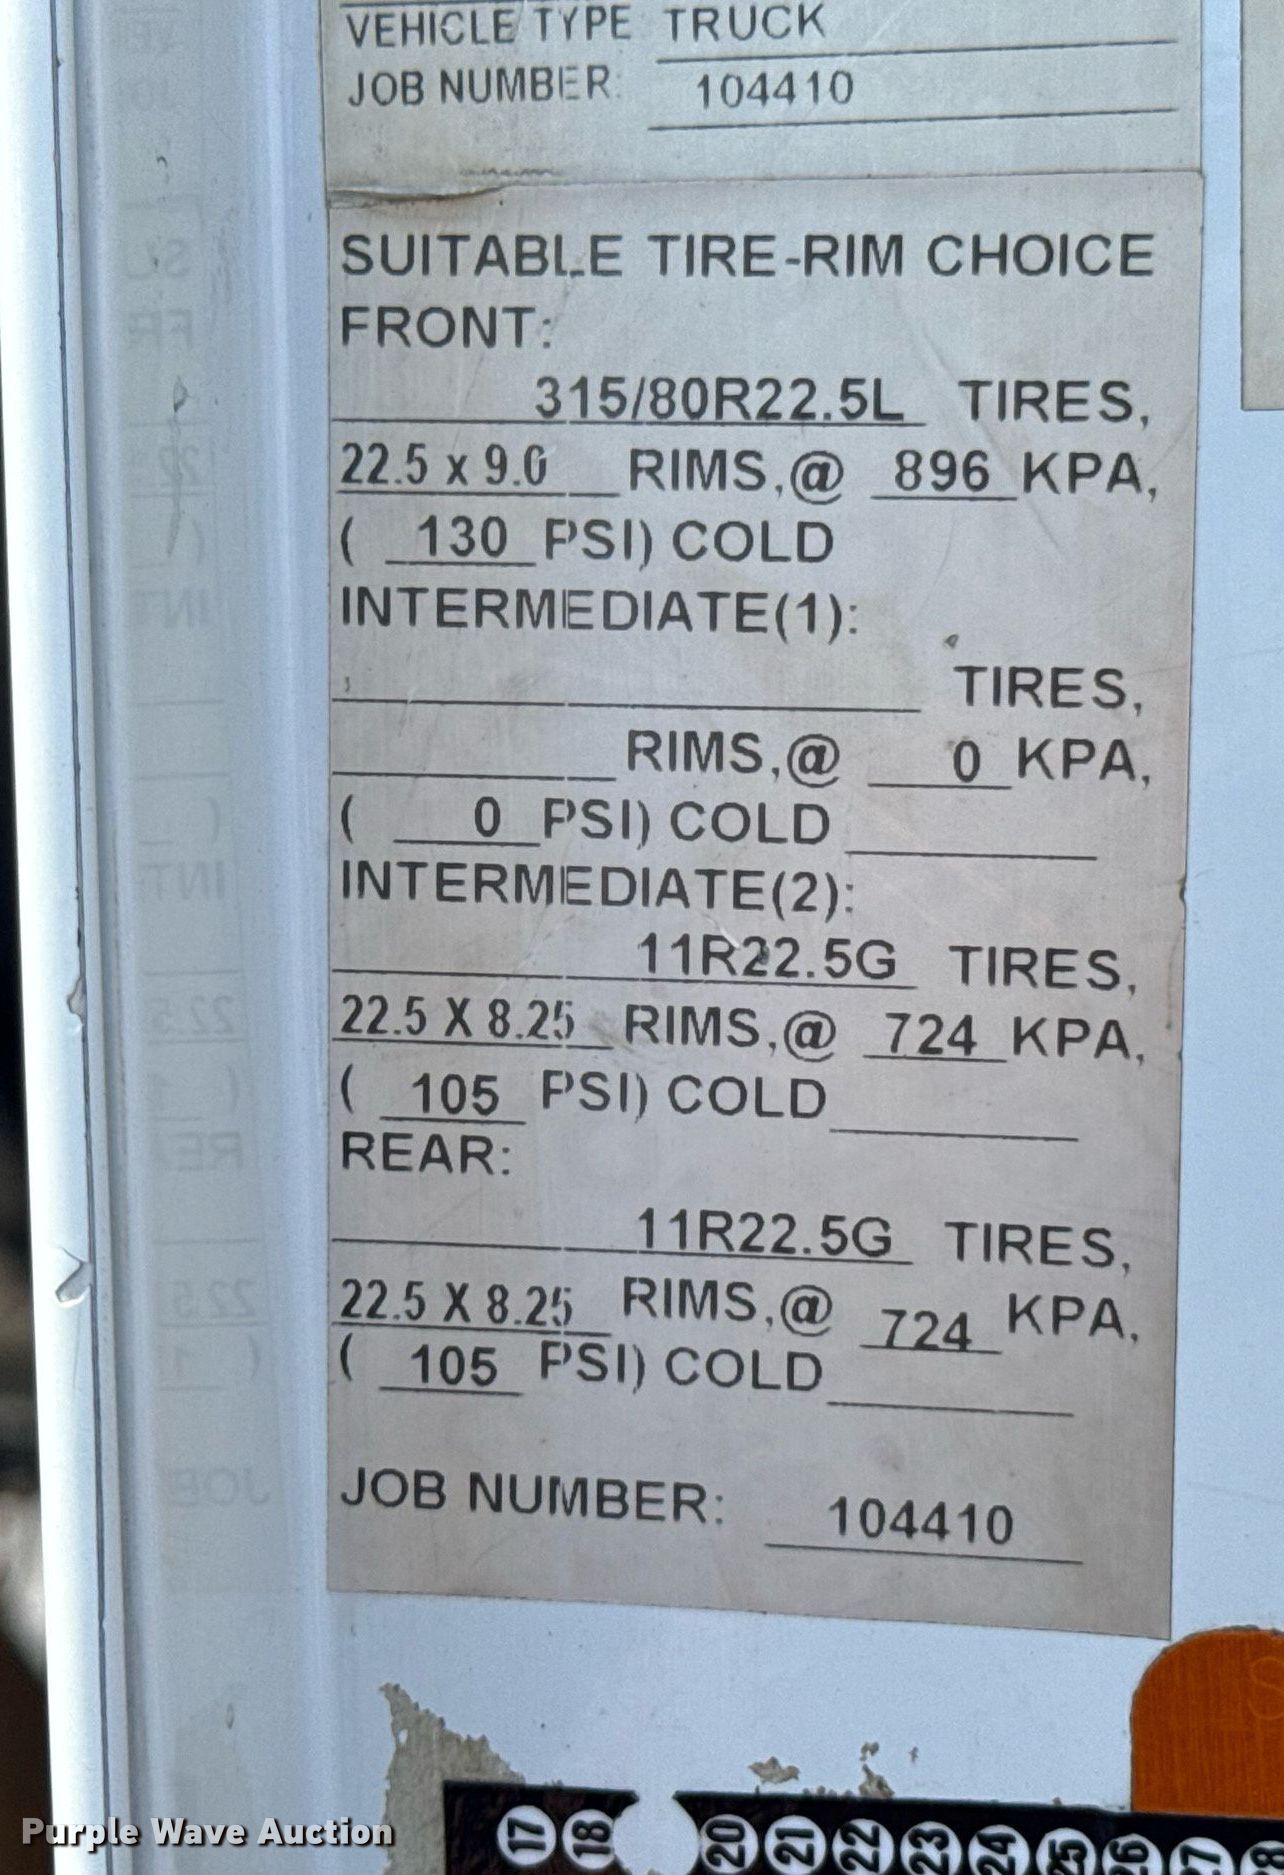 VEHICLE TYPE TRUCK
JOB NUMBER: 104410
SUITABLE TIRE-RIM CHOICE
FRONT:
315/80R22.5L TIRES,
22.5 x 9.0 RIMS,@ 896 KPA,
( 130 PSI) COLD
INTERMEDIATE(1):
TIRES,
RIMS,@ 0 KPA,
( 0 PSI) COLD
INTERMEDIATE(2):
11R22.5G TIRES,
22.5 X 8.25 RIMS,@ 724 KPA,
( 105 PSI) COLD
REAR:
11R22.5G TIRES,
22.5 X 8.25 RIMS,@ 724 KPA,
( 105 PSI) COLD
JOB NUMBER: 104410
17 18 20 21 22 23 24
Purple Wave Auction